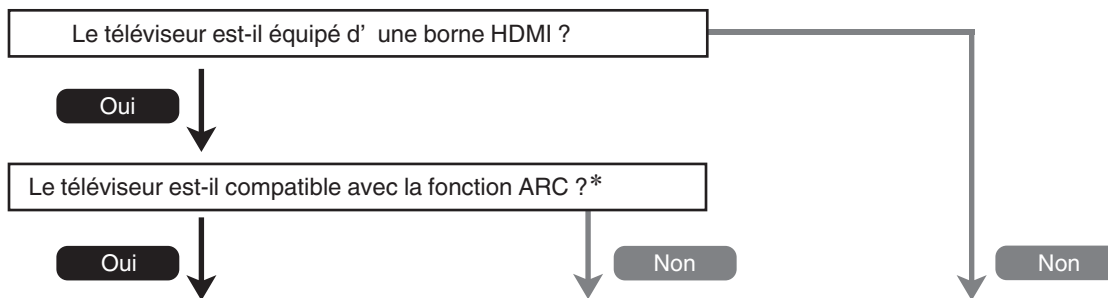 Le téléviseur est-il équipé d’ une borne HDMI ?
Oui
Le téléviseur est-il compatible avec la fonction ARC ?*
Oui
Non
Non